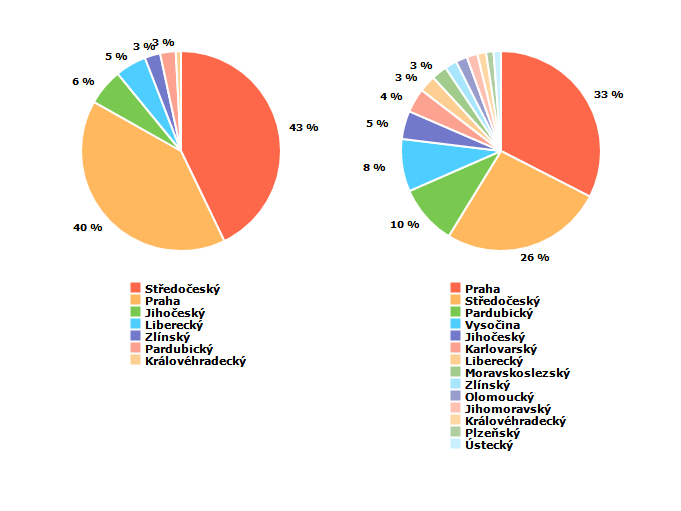 3 %
3 %
5 %
6 %
43 %
40 %
Středočeský
Praha
Jihočeský
Liberecký
Zlínský
Pardubický
Královéhradecký
3 %
3 %
4 %
5 %
8 %
10 %
33 %
26 %
Praha
Středočeský
Pardubický
Vysočina
Jihočeský
Karlovarský
Liberecký
Moravskoslezský
Zlínský
Olomoucký
Jihomoravský
Královéhradecký
Plzeňský
Ústecký